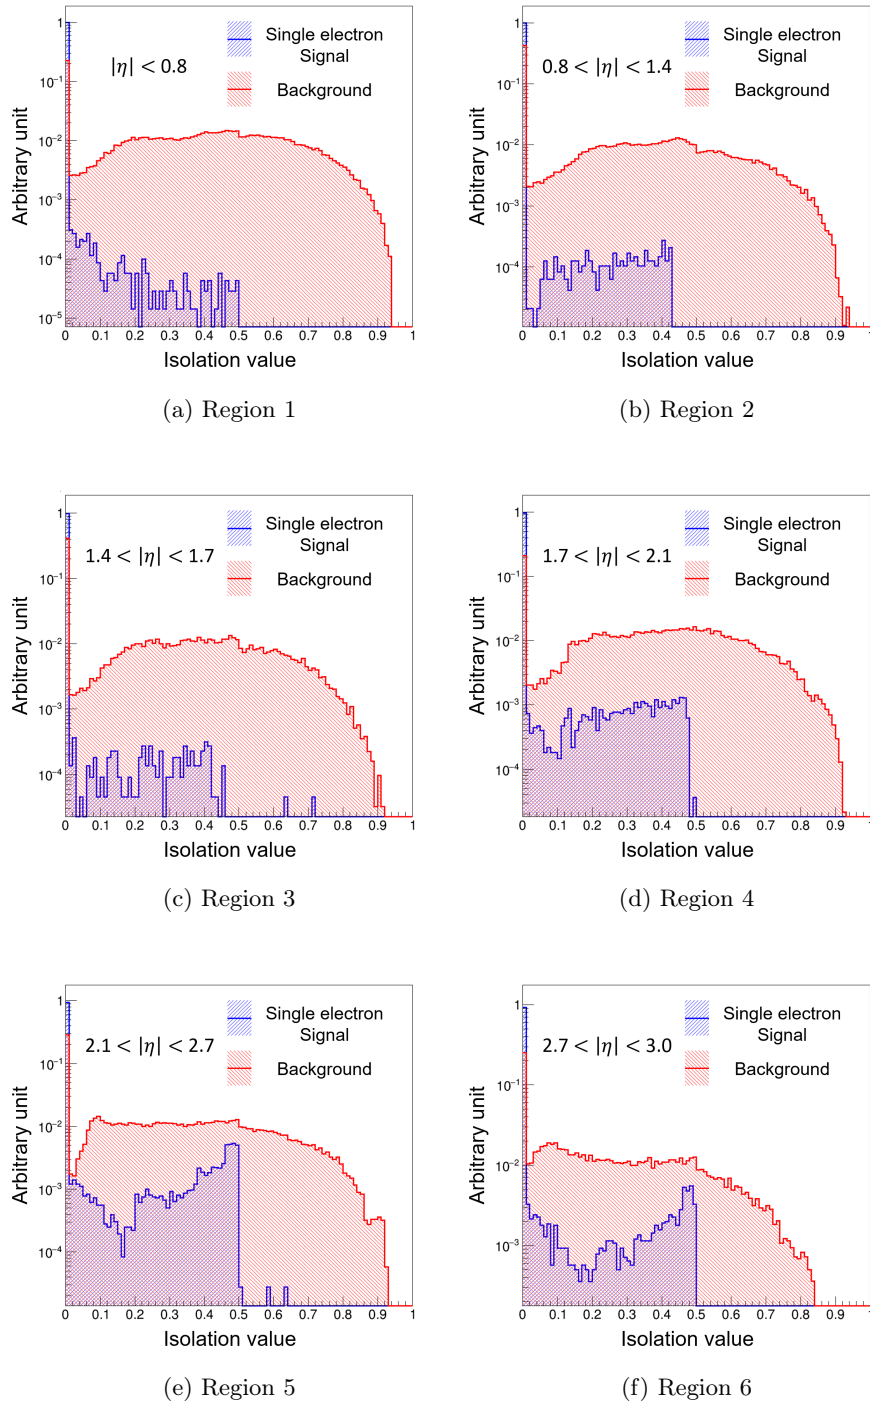 1
10⁻¹
10⁻²
10⁻³
10⁻⁴
10⁻⁵
Arbitrary unit
|η| < 0.8
Single electron
Signal
Background
0 0.1 0.2 0.3 0.4 0.5 0.6 0.7 0.8 0.9 1
Isolation value
(a) Region 1
1
10⁻¹
10⁻²
10⁻³
10⁻⁴
Arbitrary unit
0.8 < |η| < 1.4
Single electron
Signal
Background
0 0.1 0.2 0.3 0.4 0.5 0.6 0.7 0.8 0.9 1
Isolation value
(b) Region 2
1
10⁻¹
10⁻²
10⁻³
10⁻⁴
Arbitrary unit
1.4 < |η| < 1.7
Single electron
Signal
Background
0 0.1 0.2 0.3 0.4 0.5 0.6 0.7 0.8 0.9 1
Isolation value
(c) Region 3
1
10⁻¹
10⁻²
10⁻³
10⁻⁴
Arbitrary unit
1.7 < |η| < 2.1
Single electron
Signal
Background
0 0.1 0.2 0.3 0.4 0.5 0.6 0.7 0.8 0.9 1
Isolation value
(d) Region 4
1
10⁻¹
10⁻²
10⁻³
10⁻⁴
Arbitrary unit
2.1 < |η| < 2.7
Single electron
Signal
Background
0 0.1 0.2 0.3 0.4 0.5 0.6 0.7 0.8 0.9 1
Isolation value
(e) Region 5
1
10⁻¹
10⁻²
10⁻³
Arbitrary unit
2.7 < |η| < 3.0
Single electron
Signal
Background
0 0.1 0.2 0.3 0.4 0.5 0.6 0.7 0.8 0.9 1
Isolation value
(f) Region 6